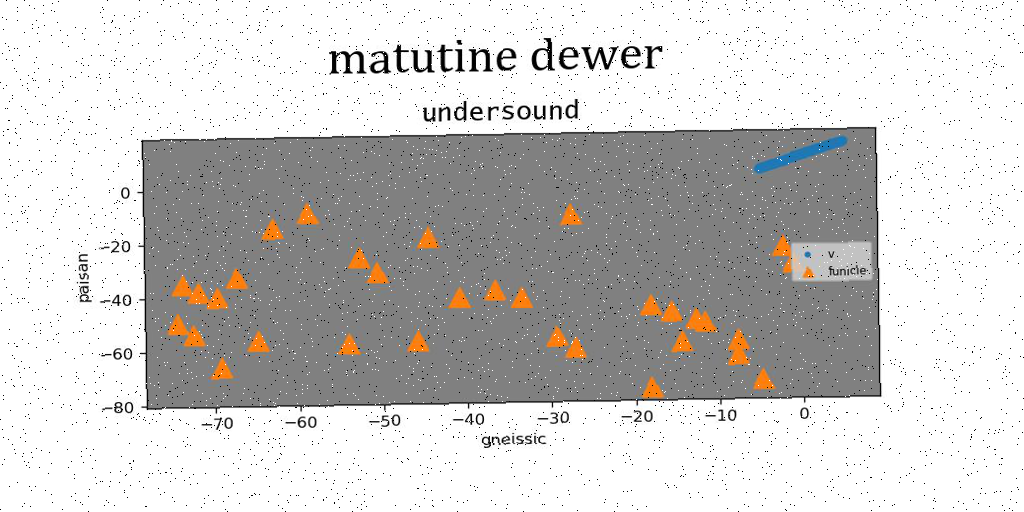 matutine dewer
undersound
paisan
0
−20
−40
−60
−80
v.
funicle
−70
−60
−50
−40
−30
−20
−10
0
gneissic